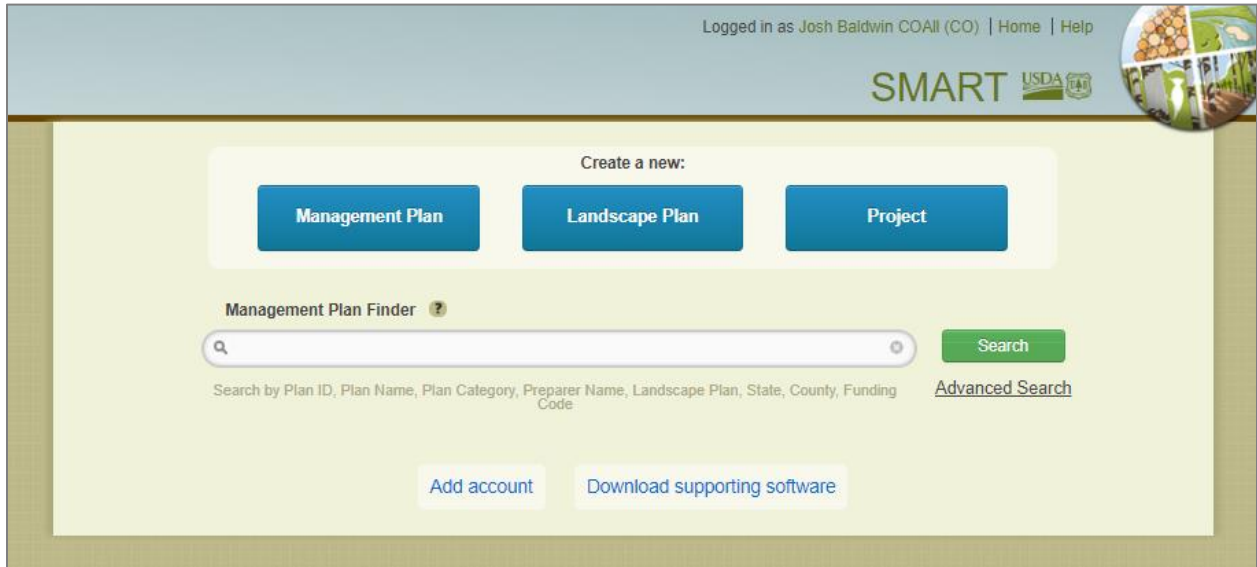 Logged in as Josh Baldwin COAll (CO) | Home | Help
SMART USDA
Create a new:
Management Plan
Landscape Plan
Project
Management Plan Finder ?
Search
Search by Plan ID, Plan Name, Plan Category, Preparer Name, Landscape Plan, State, County, Funding
Code
Advanced Search
Add account
Download supporting software